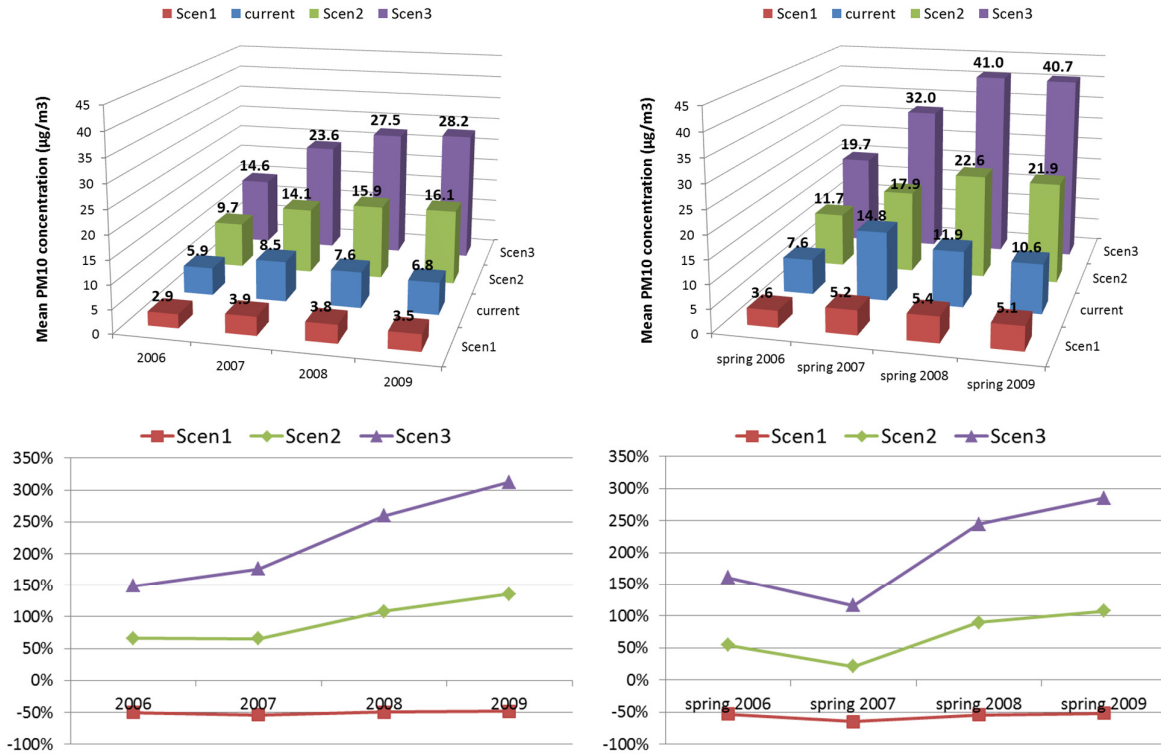 Scen1 current Scen2 Scen3
Mean PM10 concentration (µg/m3)
45
40
35
30
25
20
15
10
5
0
14.6 23.6 27.5 28.2
9.7 14.1 15.9 16.1
5.9 8.5 7.6 6.8
2.9 3.9 3.8 3.5
2006 2007 2008 2009
Scen3
Scen2
current
Scen1
Scen1 current Scen2 Scen3
Mean PM10 concentration (µg/m3)
45
40
35
30
25
20
15
10
5
0
19.7 32.0 41.0 40.7
11.7 17.9 22.6 21.9
7.6 14.8 11.9 10.6
3.6 5.2 5.4 5.1
spring 2006 spring 2007 spring 2008 spring 2009
Scen3
Scen2
current
Scen1
Scen1 Scen2 Scen3
350%
300%
250%
200%
150%
100%
50%
0%
-50%
-100%
2006 2007 2008 2009
Scen1 Scen2 Scen3
350%
300%
250%
200%
150%
100%
50%
0%
-50%
-100%
spring 2006 spring 2007 spring 2008 spring 2009